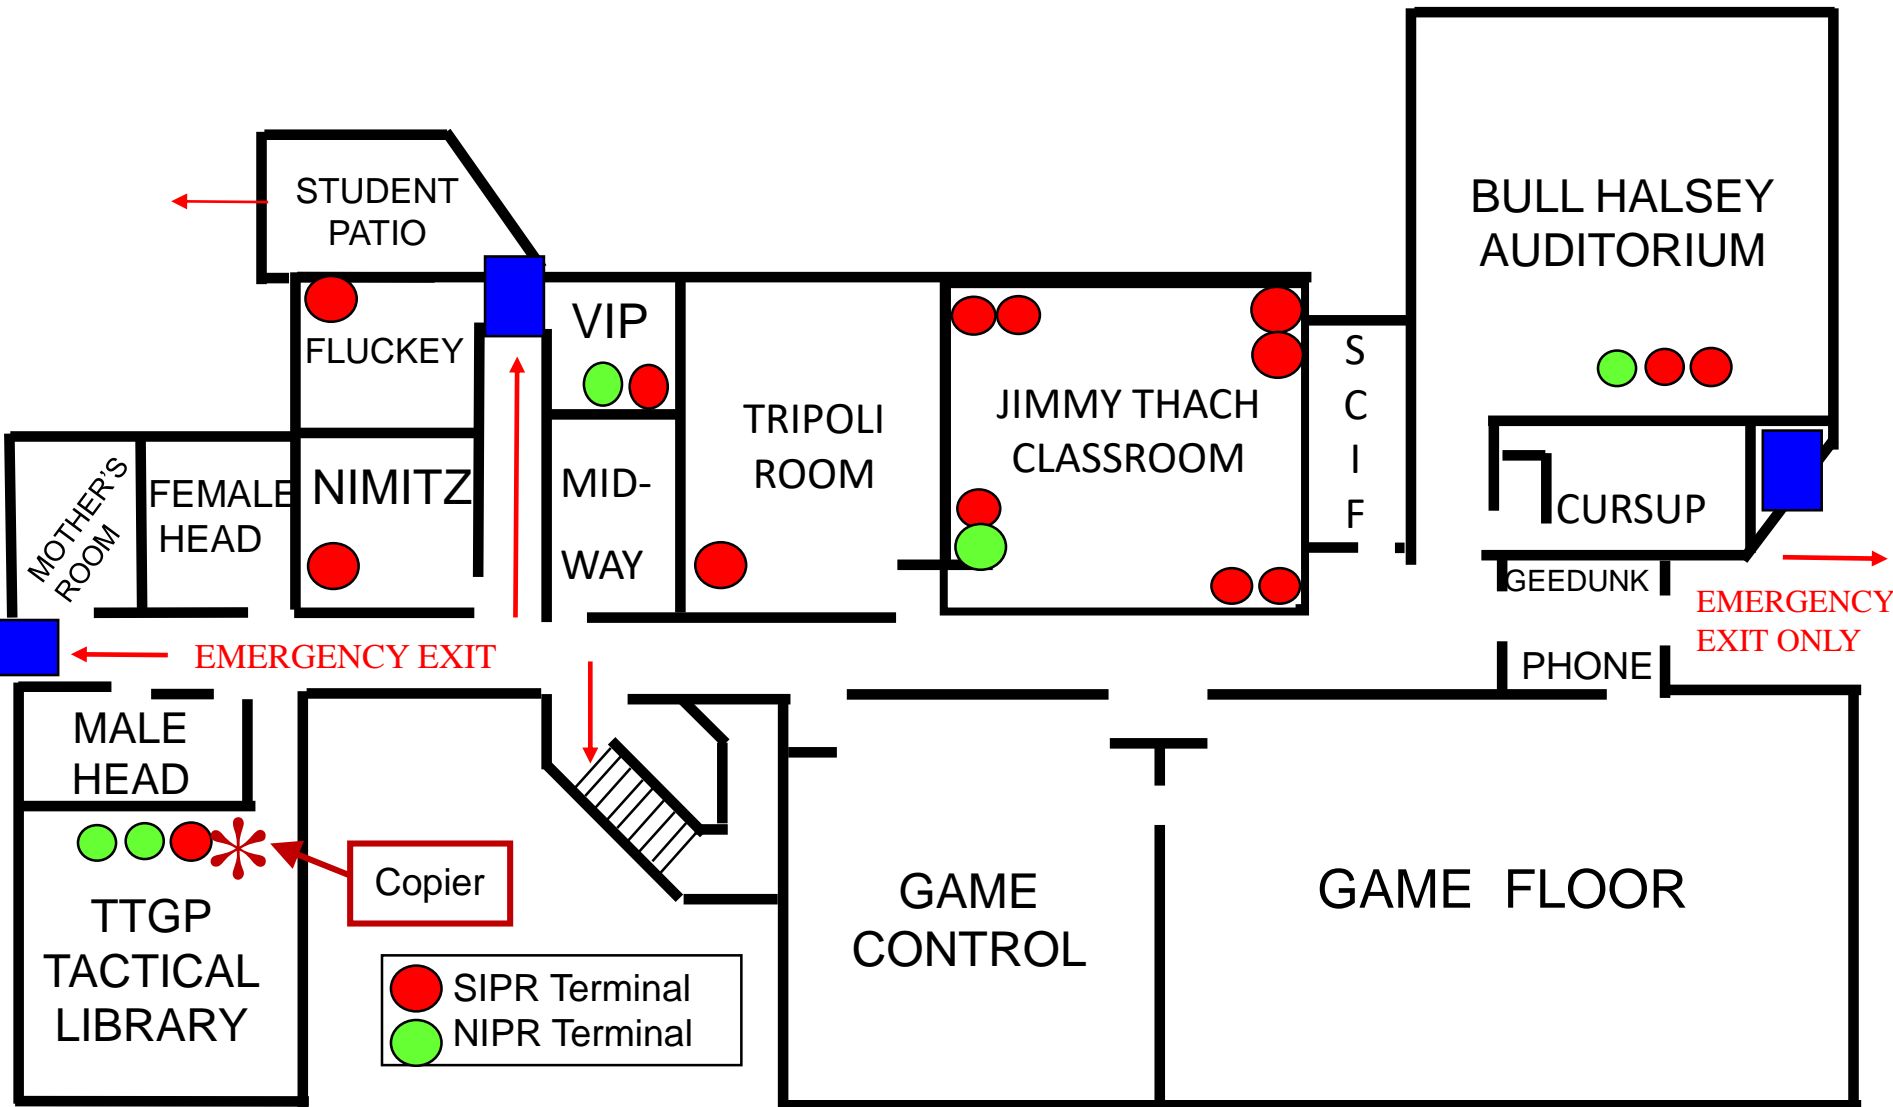 STUDENT
PATIO
BULL HALSEY
AUDITORIUM
FLUCKEY
VIP
TRIPOLI
ROOM
JIMMY THACH
CLASSROOM
S
C
I
F
MOTHER'S
ROOM
FEMALE
HEAD
NIMITZ
MID-
WAY
CURSUP
GEEDUNK
PHONE
EMERGENCY
EXIT ONLY
EMERGENCY EXIT
MALE
HEAD
Copier
TTGP
TACTICAL
LIBRARY
GAME
CONTROL
GAME FLOOR
SIPR Terminal
NIPR Terminal